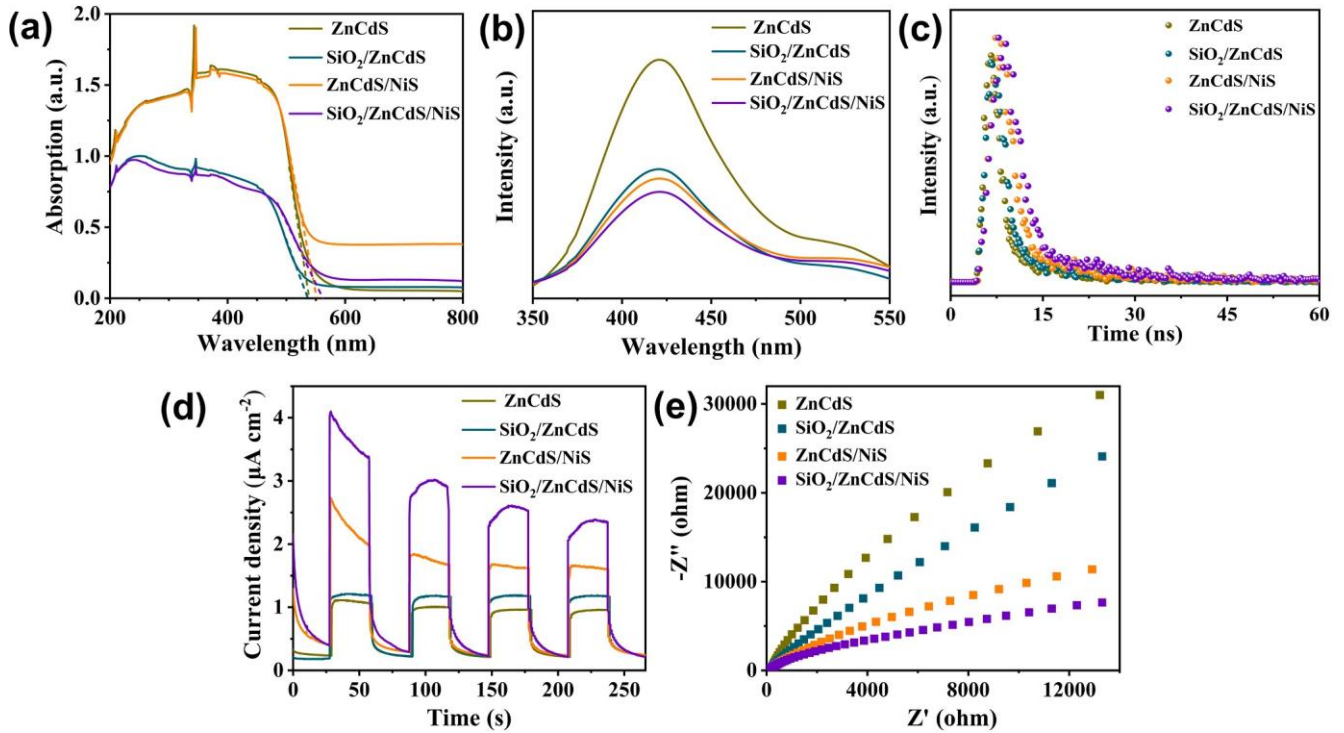 (a)
ZnCdS
SiO₂/ZnCdS
ZnCdS/NiS
SiO₂/ZnCdS/NiS
Absorption (a.u.)
2.0
1.5
1.0
0.5
0.0
200 400 600 800
Wavelength (nm)
(b)
ZnCdS
SiO₂/ZnCdS
ZnCdS/NiS
SiO₂/ZnCdS/NiS
Intensity (a.u.)
350 400 450 500 550
Wavelength (nm)
(c)
ZnCdS
SiO₂/ZnCdS
ZnCdS/NiS
SiO₂/ZnCdS/NiS
Intensity (a.u.)
0 15 30 45 60
Time (ns)
(d)
ZnCdS
SiO₂/ZnCdS
ZnCdS/NiS
SiO₂/ZnCdS/NiS
Current density (μA cm⁻²)
4
3
2
1
0
0 50 100 150 200 250
Time (s)
(e)
ZnCdS
SiO₂/ZnCdS
ZnCdS/NiS
SiO₂/ZnCdS/NiS
-Z" (ohm)
30000
20000
10000
0
0 4000 8000 12000
Z' (ohm)